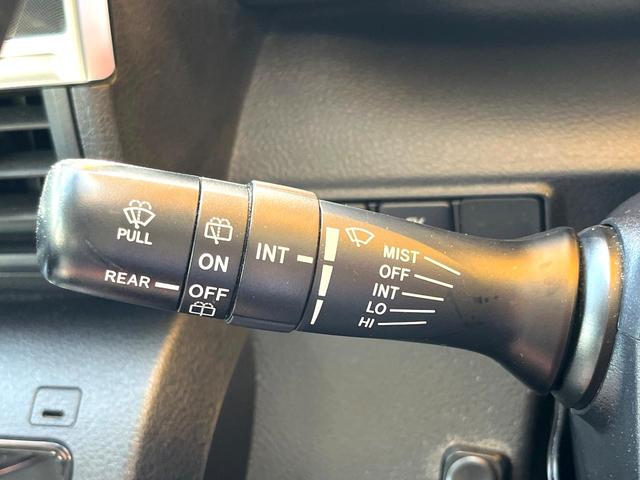 PULL
REAR
ON
OFF
INT
MIST
OFF
INT
LO
HI